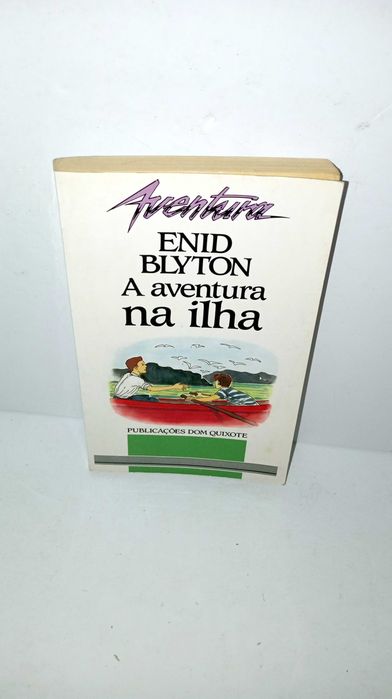 Aventura
ENID
BLYTON
A aventura
na ilha
PUBLICAÇÕES DOM QUIXOTE